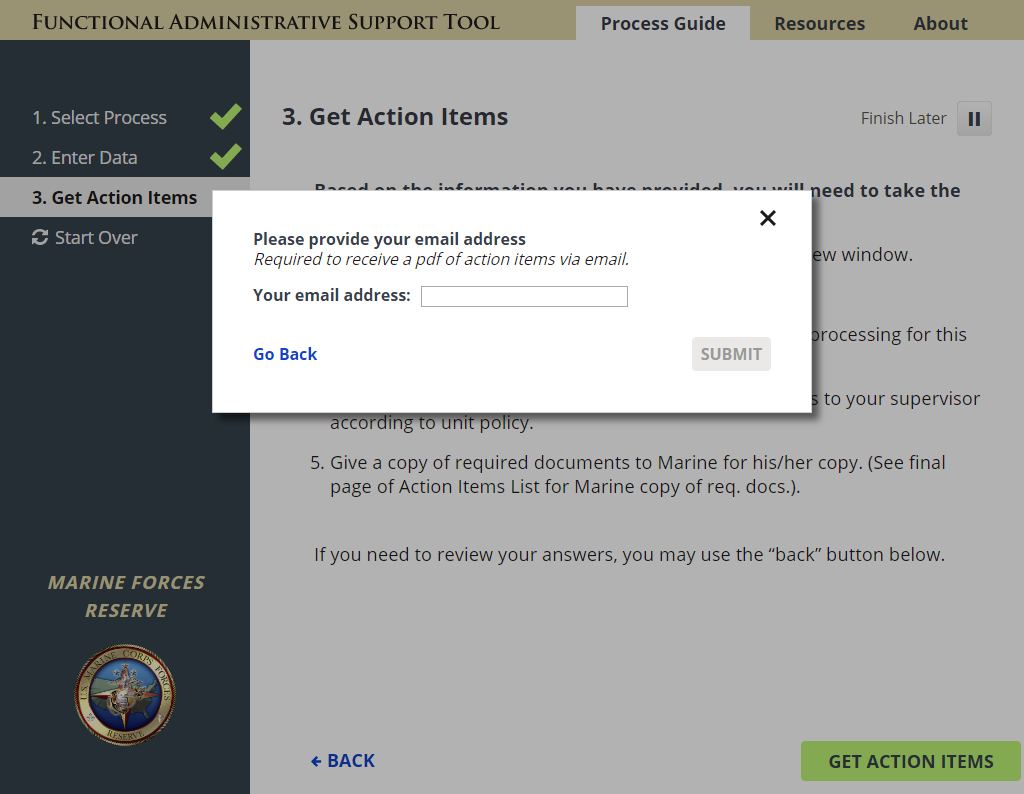 Functional Administrative Support Tool
Process Guide
Resources
About
1. Select Process
2. Enter Data
3. Get Action Items
Start Over
MARINE FORCES
RESERVE
U.S. MARINE CORPS FORCES
RESERVE
3. Get Action Items
Finish Later
Based on the information you have provided, you will need to take the
new window.
processing for this
to your supervisor
according to unit policy.
5. Give a copy of required documents to Marine for his/her copy. (See final
page of Action Items List for Marine copy of req. docs.).
If you need to review your answers, you may use the “back” button below.
BACK
GET ACTION ITEMS
Please provide your email address
Required to receive a pdf of action items via email.
Your email address:
Go Back
SUBMIT